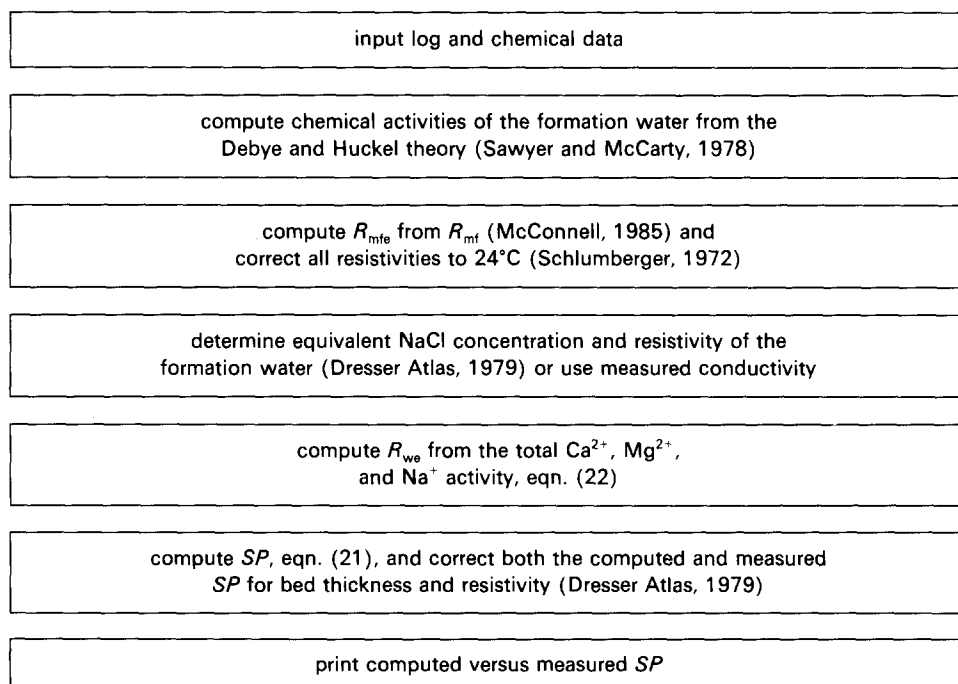 input log and chemical data
compute chemical activities of the formation water from the
Debye and Huckel theory (Sawyer and McCarty, 1978)
compute Rmfe from Rmf (McConnell, 1985) and
correct all resistivities to 24°C (Schlumberger, 1972)
determine equivalent NaCl concentration and resistivity of the
formation water (Dresser Atlas, 1979) or use measured conductivity
compute Rwe from the total Ca²⁺, Mg²⁺,
and Na⁺ activity, eqn. (22)
compute SP, eqn. (21), and correct both the computed and measured
SP for bed thickness and resistivity (Dresser Atlas, 1979)
print computed versus measured SP